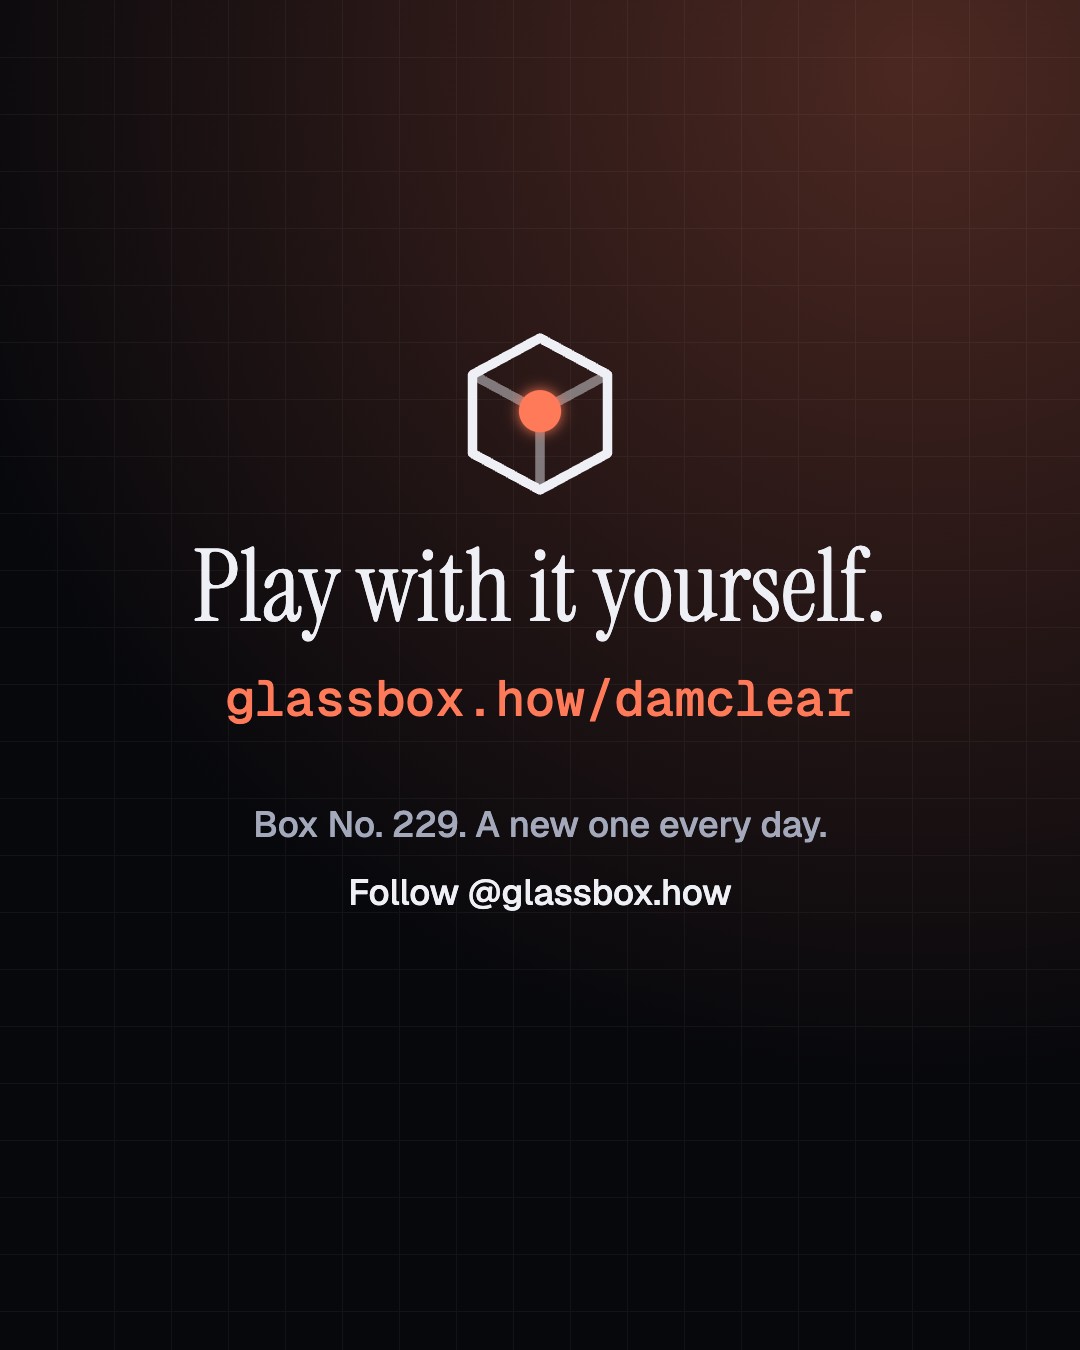 Play with it yourself.
glassbox.how/damclear
Box No. 229. A new one every day.
Follow @glassbox.how